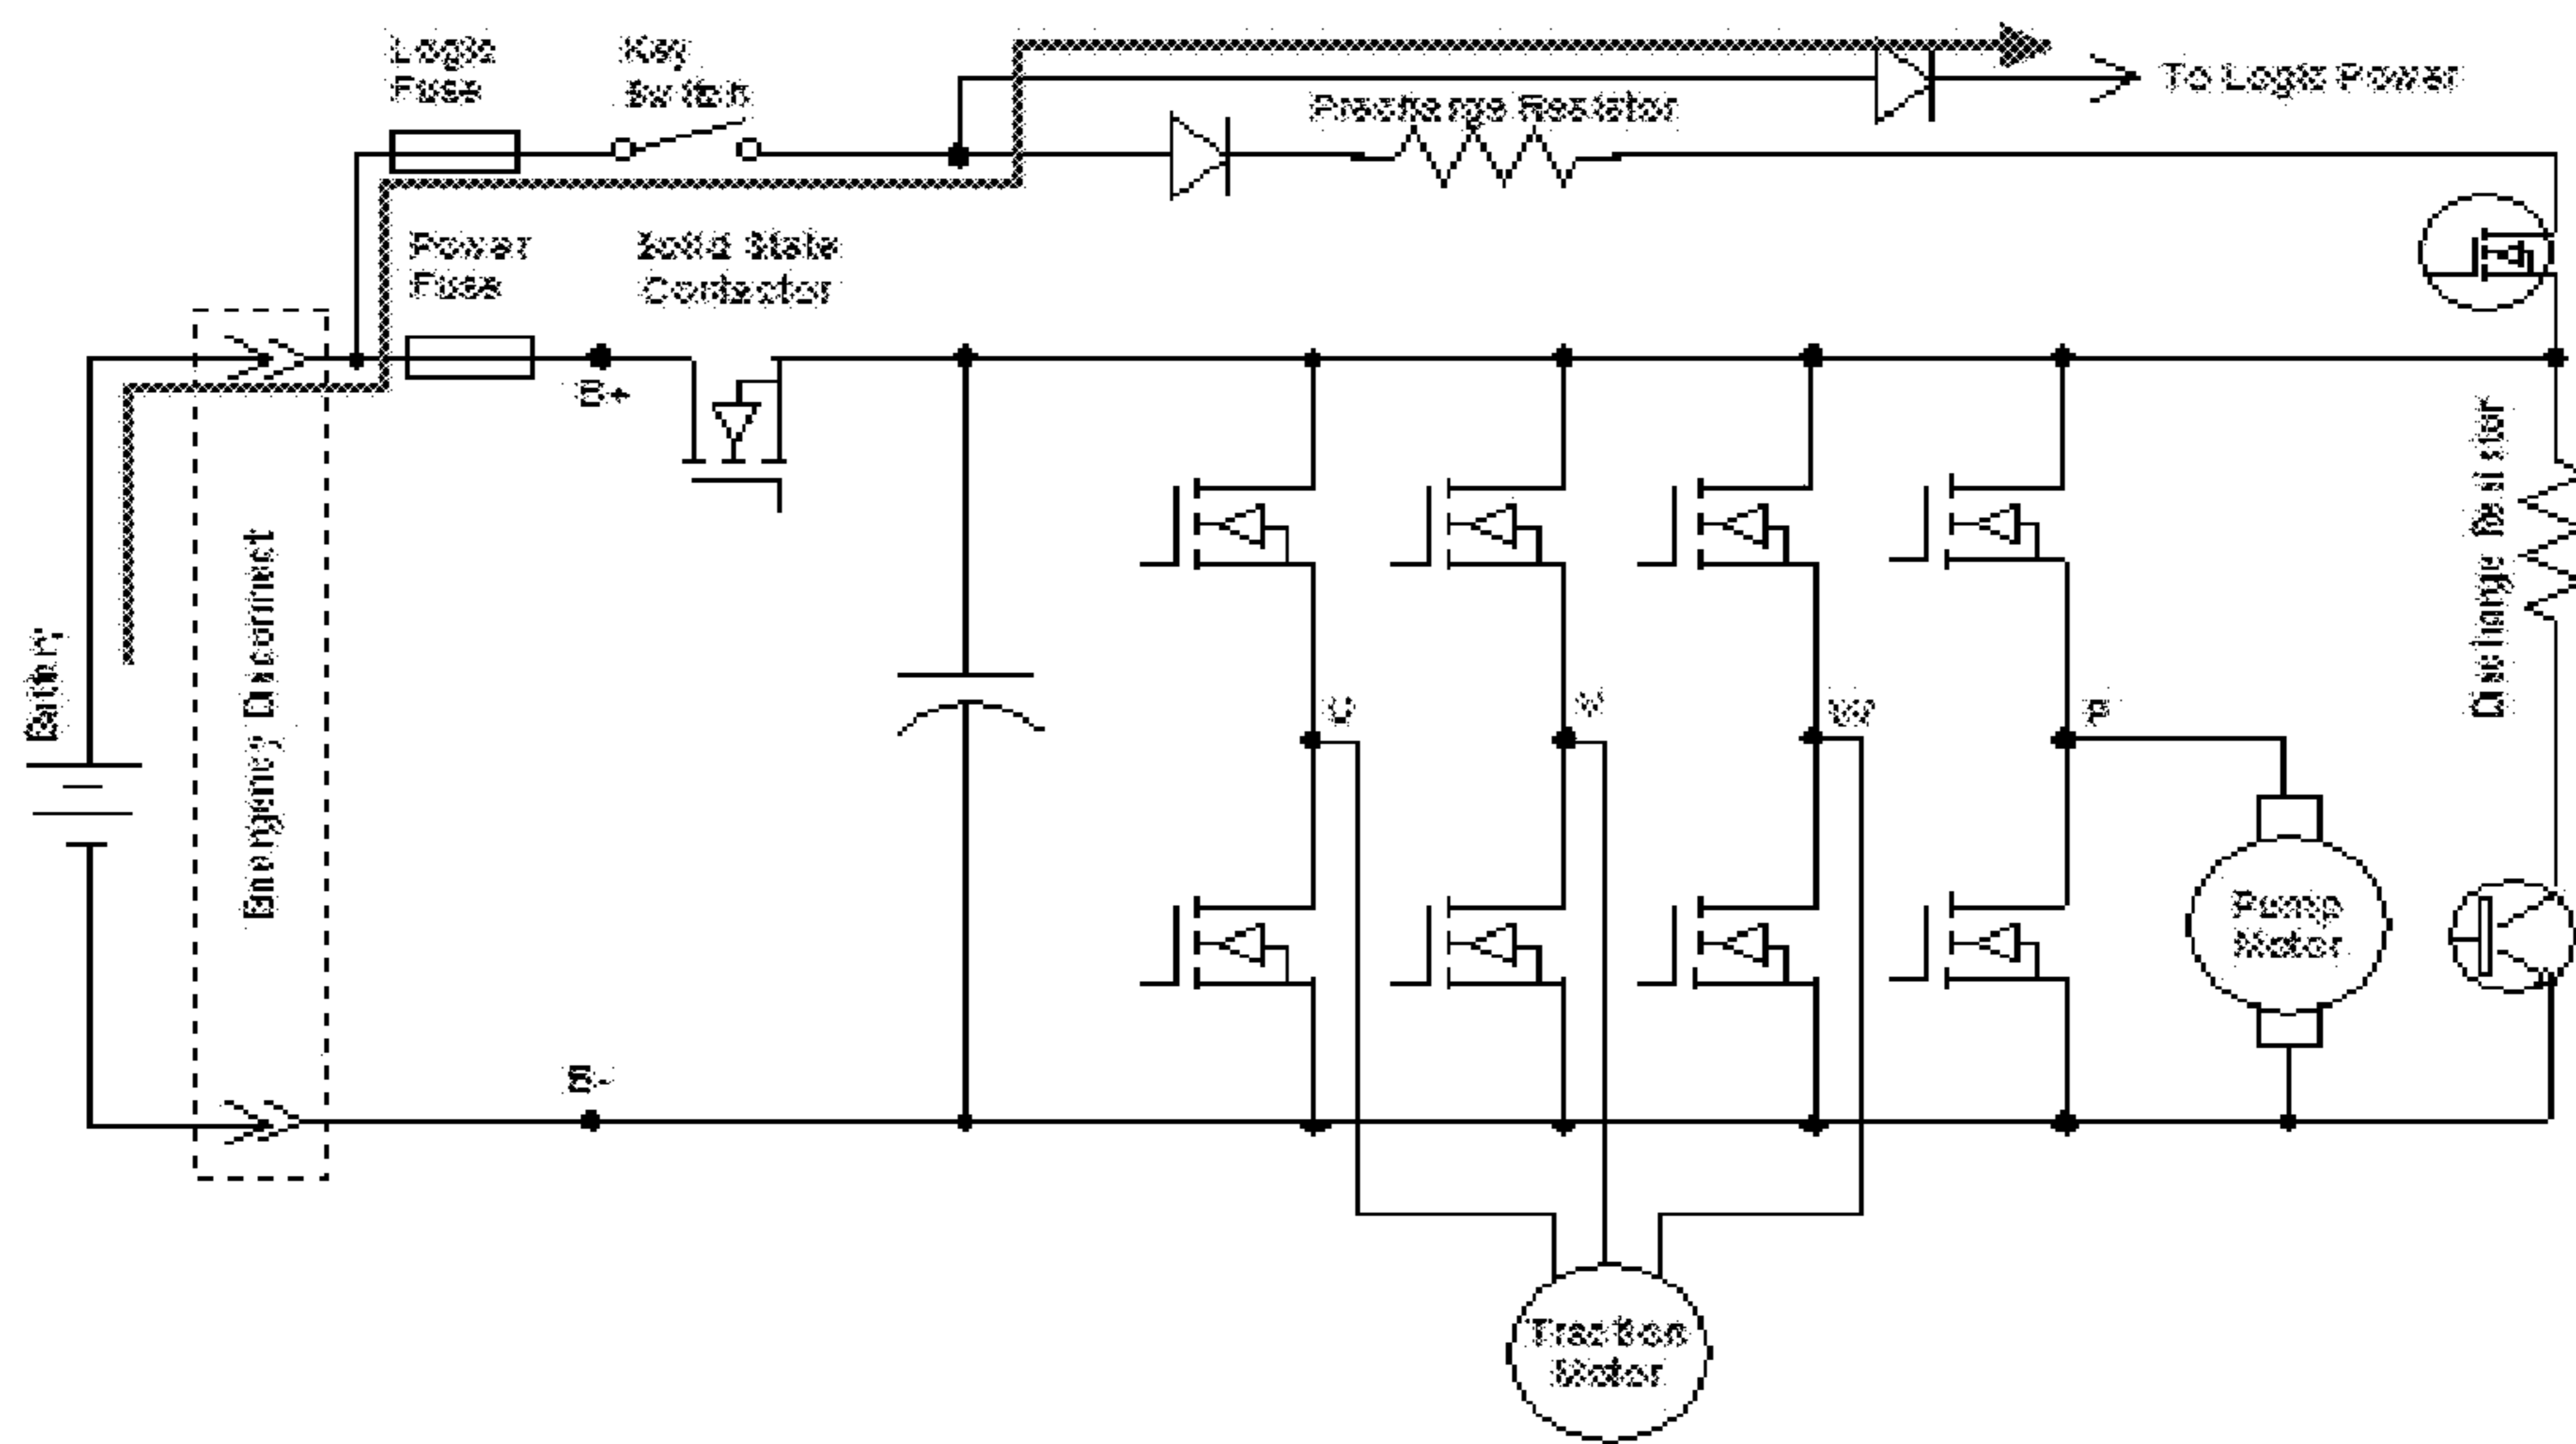 Logic
Fuse
Key
Switch
Precharge Resistor
To Logic Power
Power
Fuse
Solid State
Contactor
B+
Battery
Emergency Disconnect
Discharge Resistor
V
W
P
Pump
Motor
B-
Traction
Motor